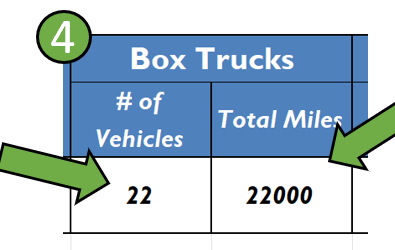 4
Box Trucks
# of
Vehicles
Total Miles
22
22000